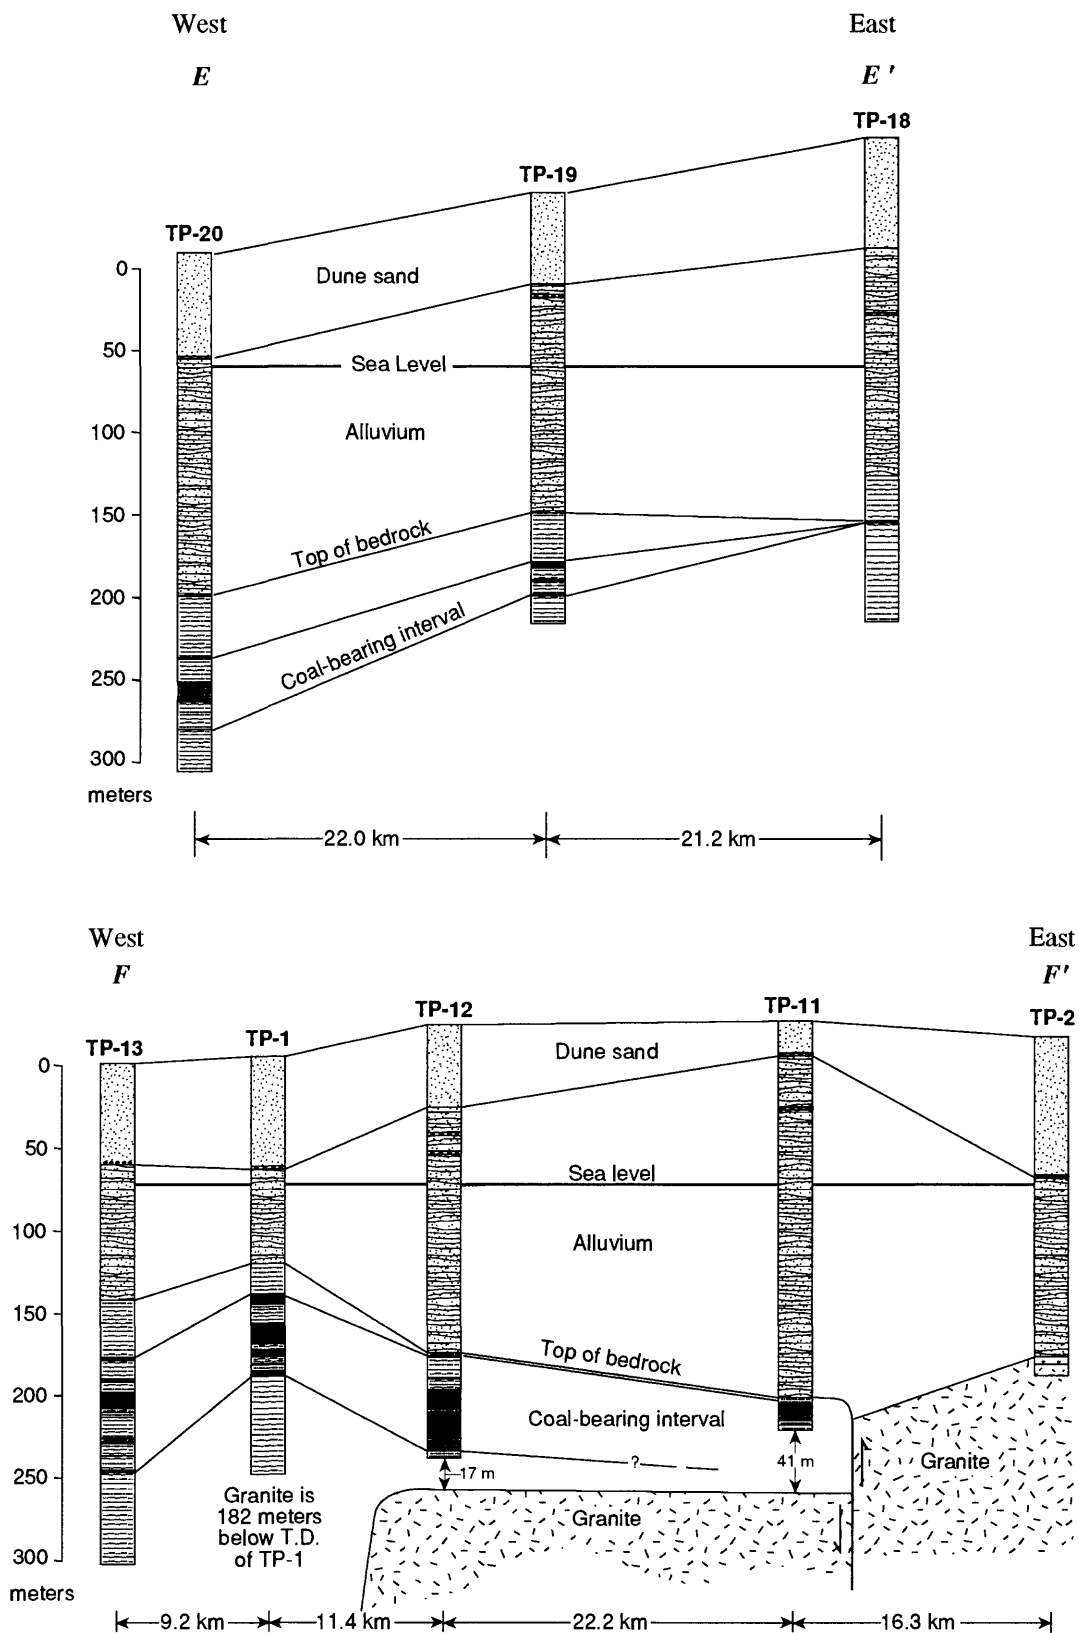 West
East
E
E'
TP-18
TP-19
TP-20
0
Dune sand
50
Sea Level
100
Alluvium
150
Top of bedrock
200
Coal-bearing interval
250
300
meters
22.0 km
21.2 km
West
East
F
F'
TP-13
TP-1
TP-12
TP-11
TP-2
0
Dune sand
50
Sea level
100
Alluvium
150
Top of bedrock
200
Coal-bearing interval
?
17 m
41 m
Granite
250
Granite is
182 meters
below T.D.
of TP-1
Granite
300
meters
9.2 km
11.4 km
22.2 km
16.3 km